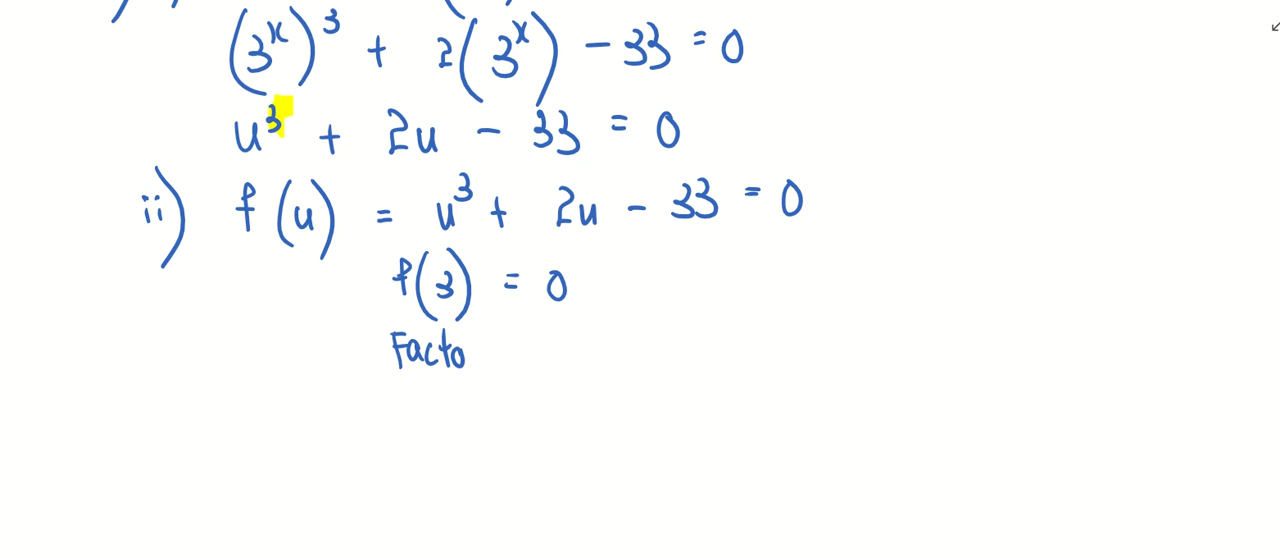 (3^x)^3 + 2(3^x) - 33 = 0
u^3 + 2u - 33 = 0
ii) f(u) = u^3 + 2u - 33 = 0
f(3) = 0
Facto